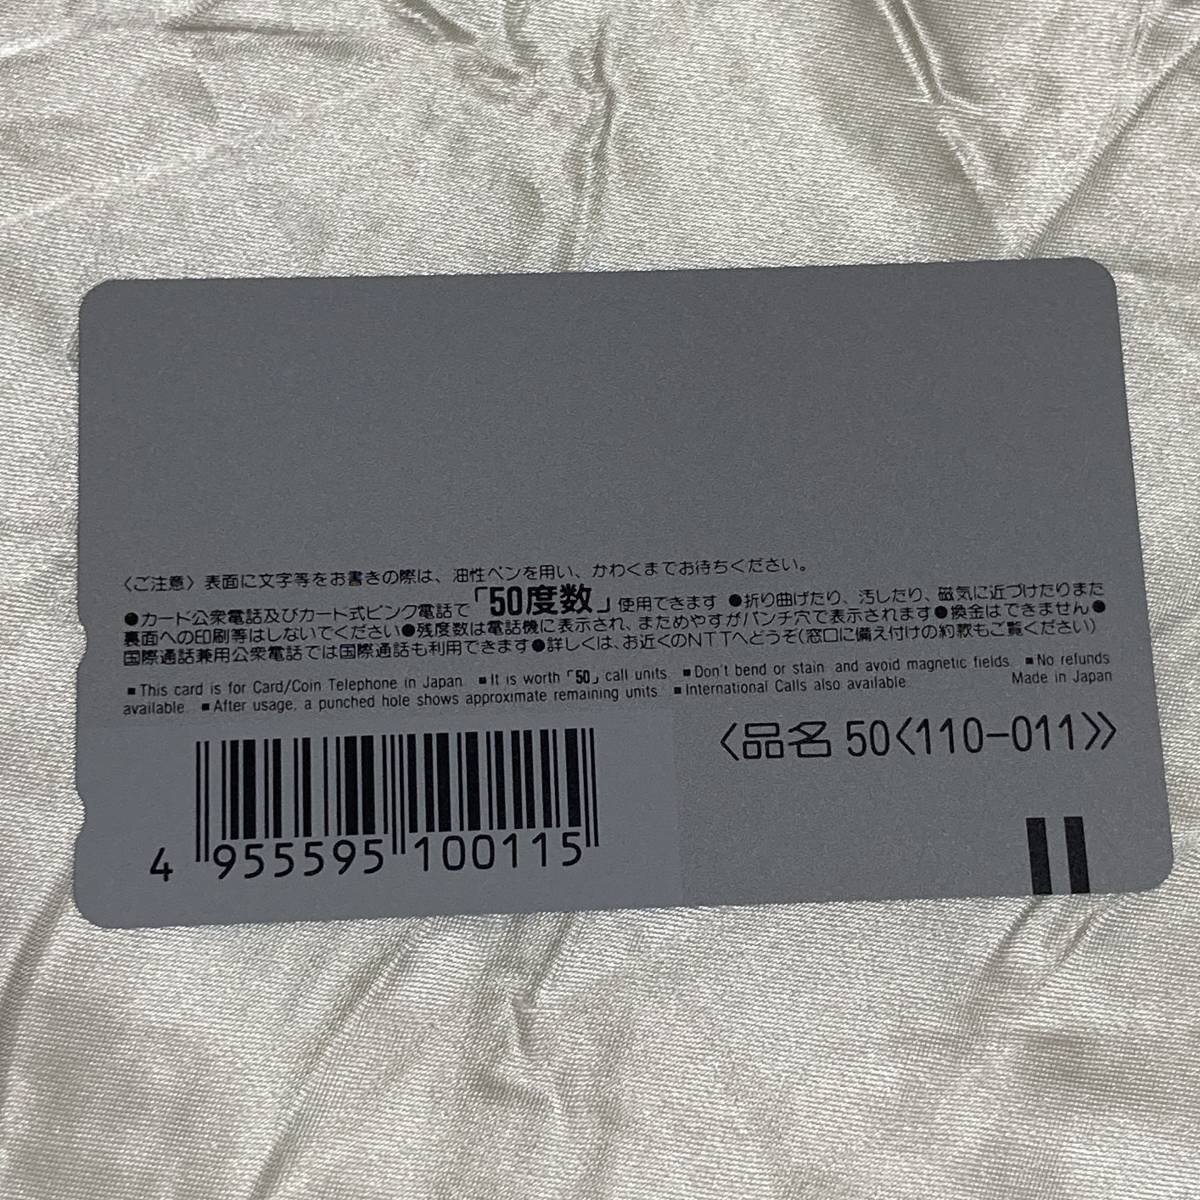 〈ご注意〉表面に文字等をお書きの際は、油性ペンを用い、かわくまでお待ちください。
●カード公衆電話及びカード式ピンク電話で「50度数」使用できます ●折り曲げたり、汚したり、磁気に近づけたりまた
裏面への印刷等はしないでください●残度数は電話機に表示され、まためやすがパンチ穴で表示されます●換金はできません●
国際通話兼用公衆電話では国際通話も利用できます●詳しくは、お近くのNTTへどうぞ(窓口に備え付けの約款もご覧ください)
■This card is for Card/Coin Telephone in Japan. ■It is worth「50」call units. ■Don't bend or stain and avoid magnetic fields. ■No refunds
available. ■After usage, a punched hole shows approximate remaining units. ■International Calls also available. Made in Japan
〈品名 50〈110-011〉〉
4 955595 100115